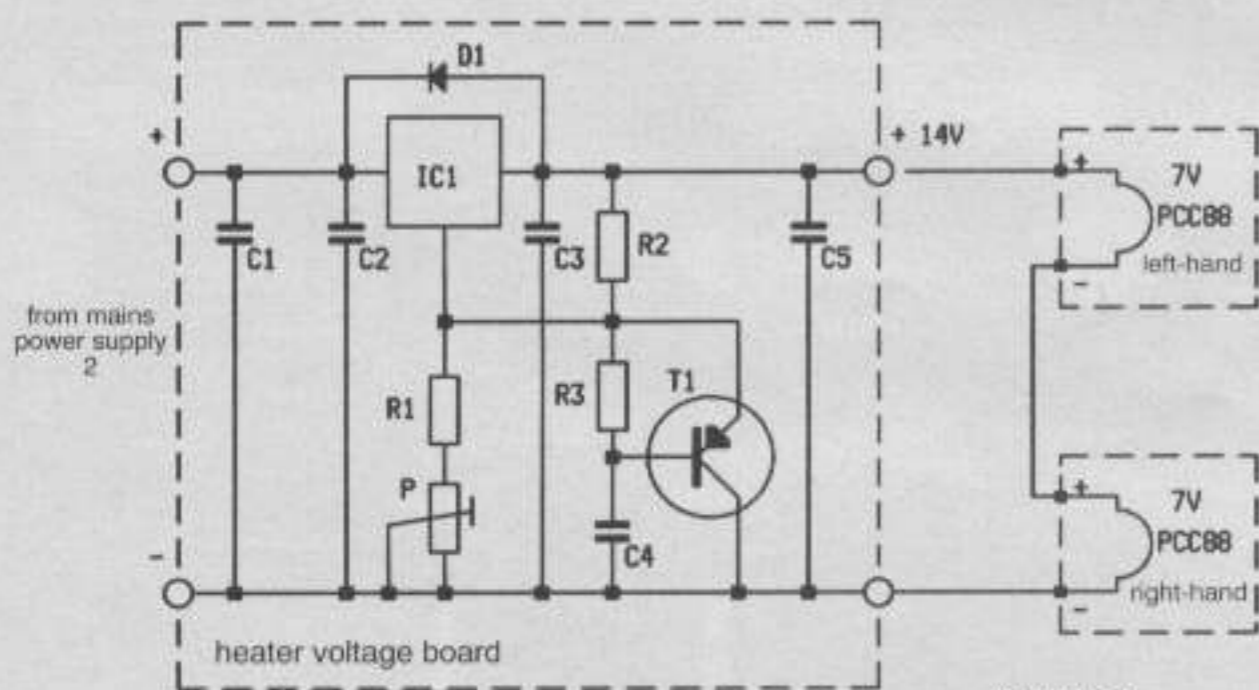 D1
+
+ 14V
IC1
+
7V
PCC88
left-hand
-
C1
C2
C3
R2
C5
from mains
power supply
2
R1
R3
T1
P
C4
-
+
7V
PCC88
right-hand
-
heater voltage board